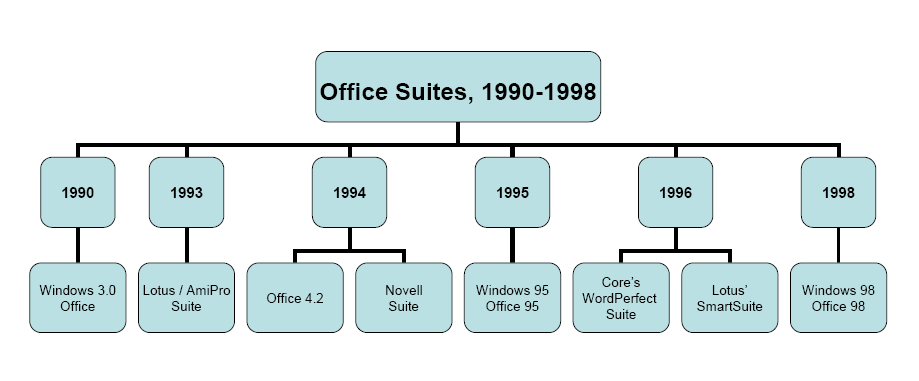 Office Suites, 1990-1998
1990
1993
1994
1995
1996
1998
Windows 3.0
Office
Lotus / AmiPro
Suite
Office 4.2
Novell
Suite
Windows 95
Office 95
Core’s
WordPerfect
Suite
Lotus’
SmartSuite
Windows 98
Office 98